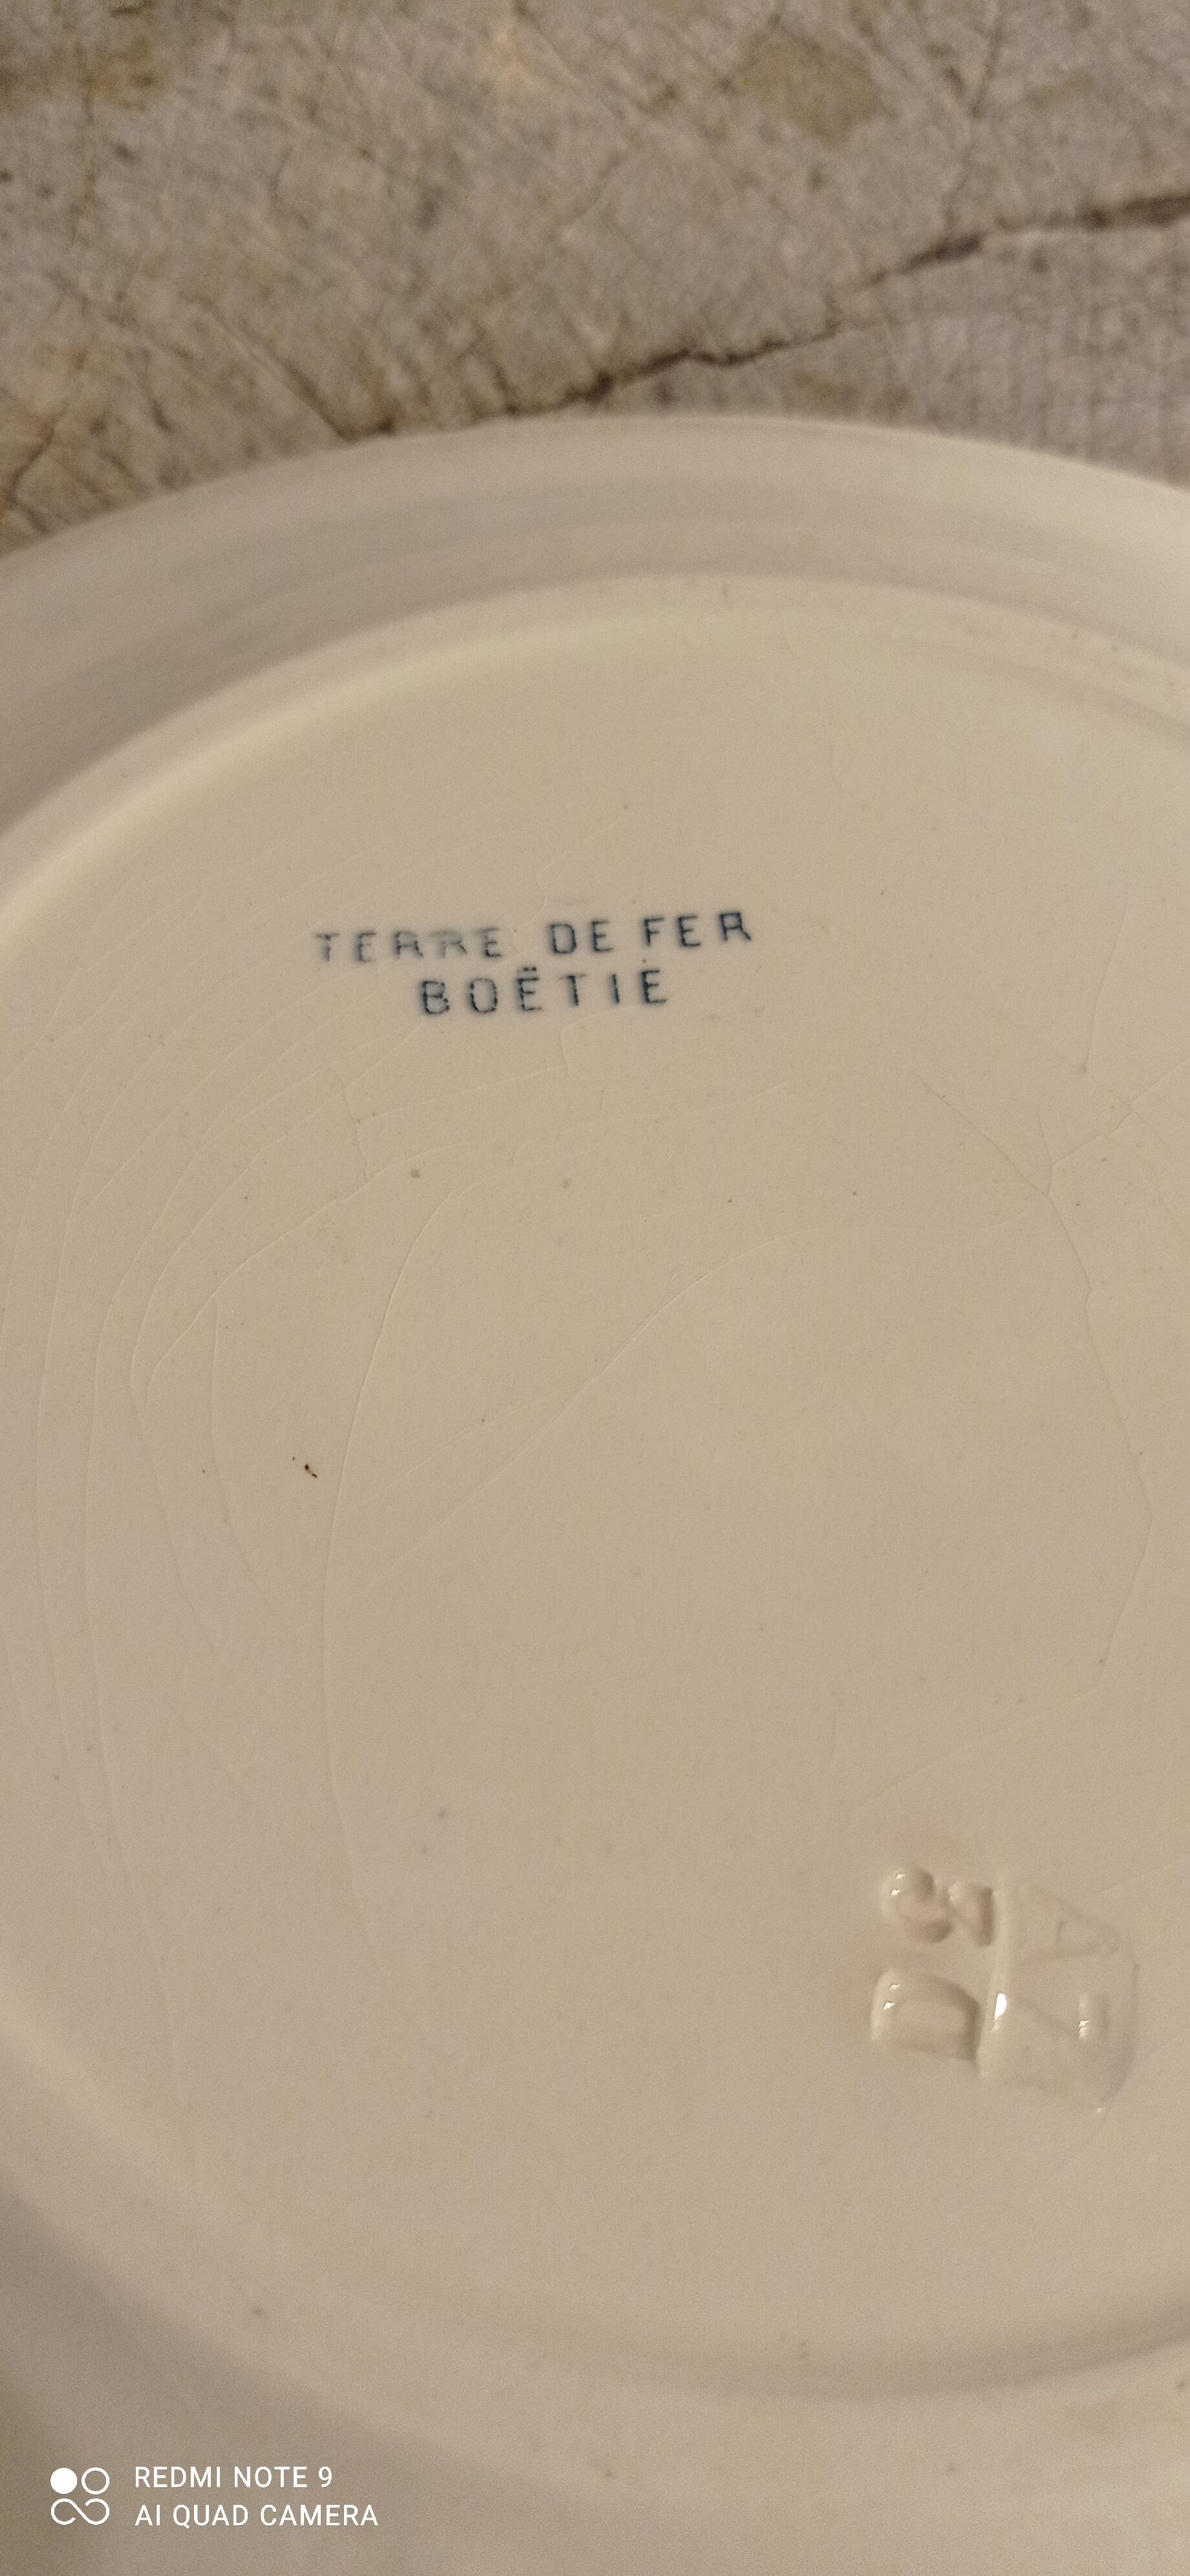 TERRE DE FER
BOËTIE
REDMI NOTE 9
AI QUAD CAMERA